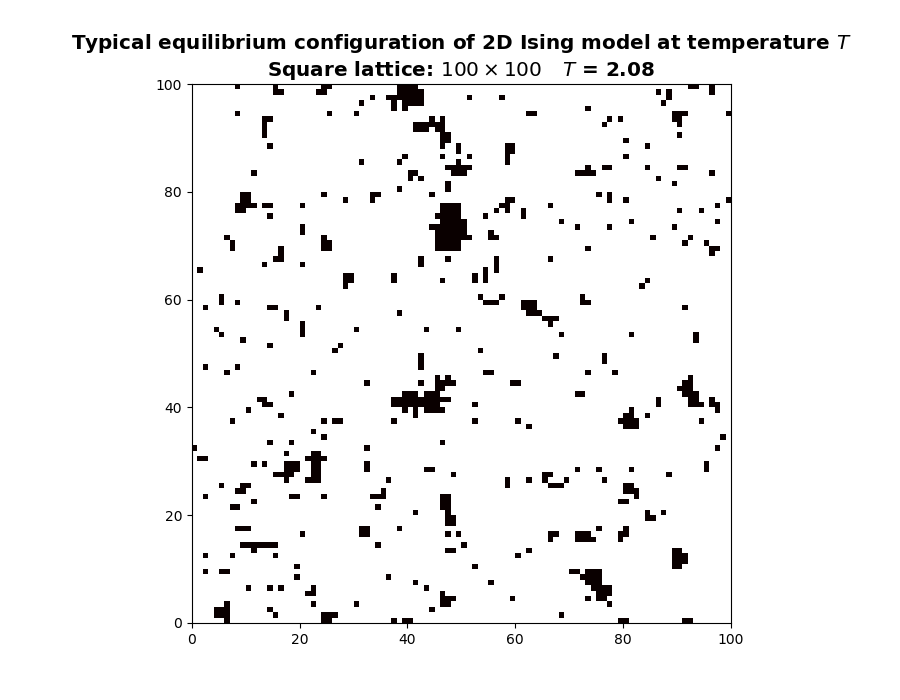 Typical equilibrium configuration of 2D Ising model at temperature T
Square lattice: 100 × 100 T = 2.08
100
80
60
40
20
0
0 20 40 60 80 100